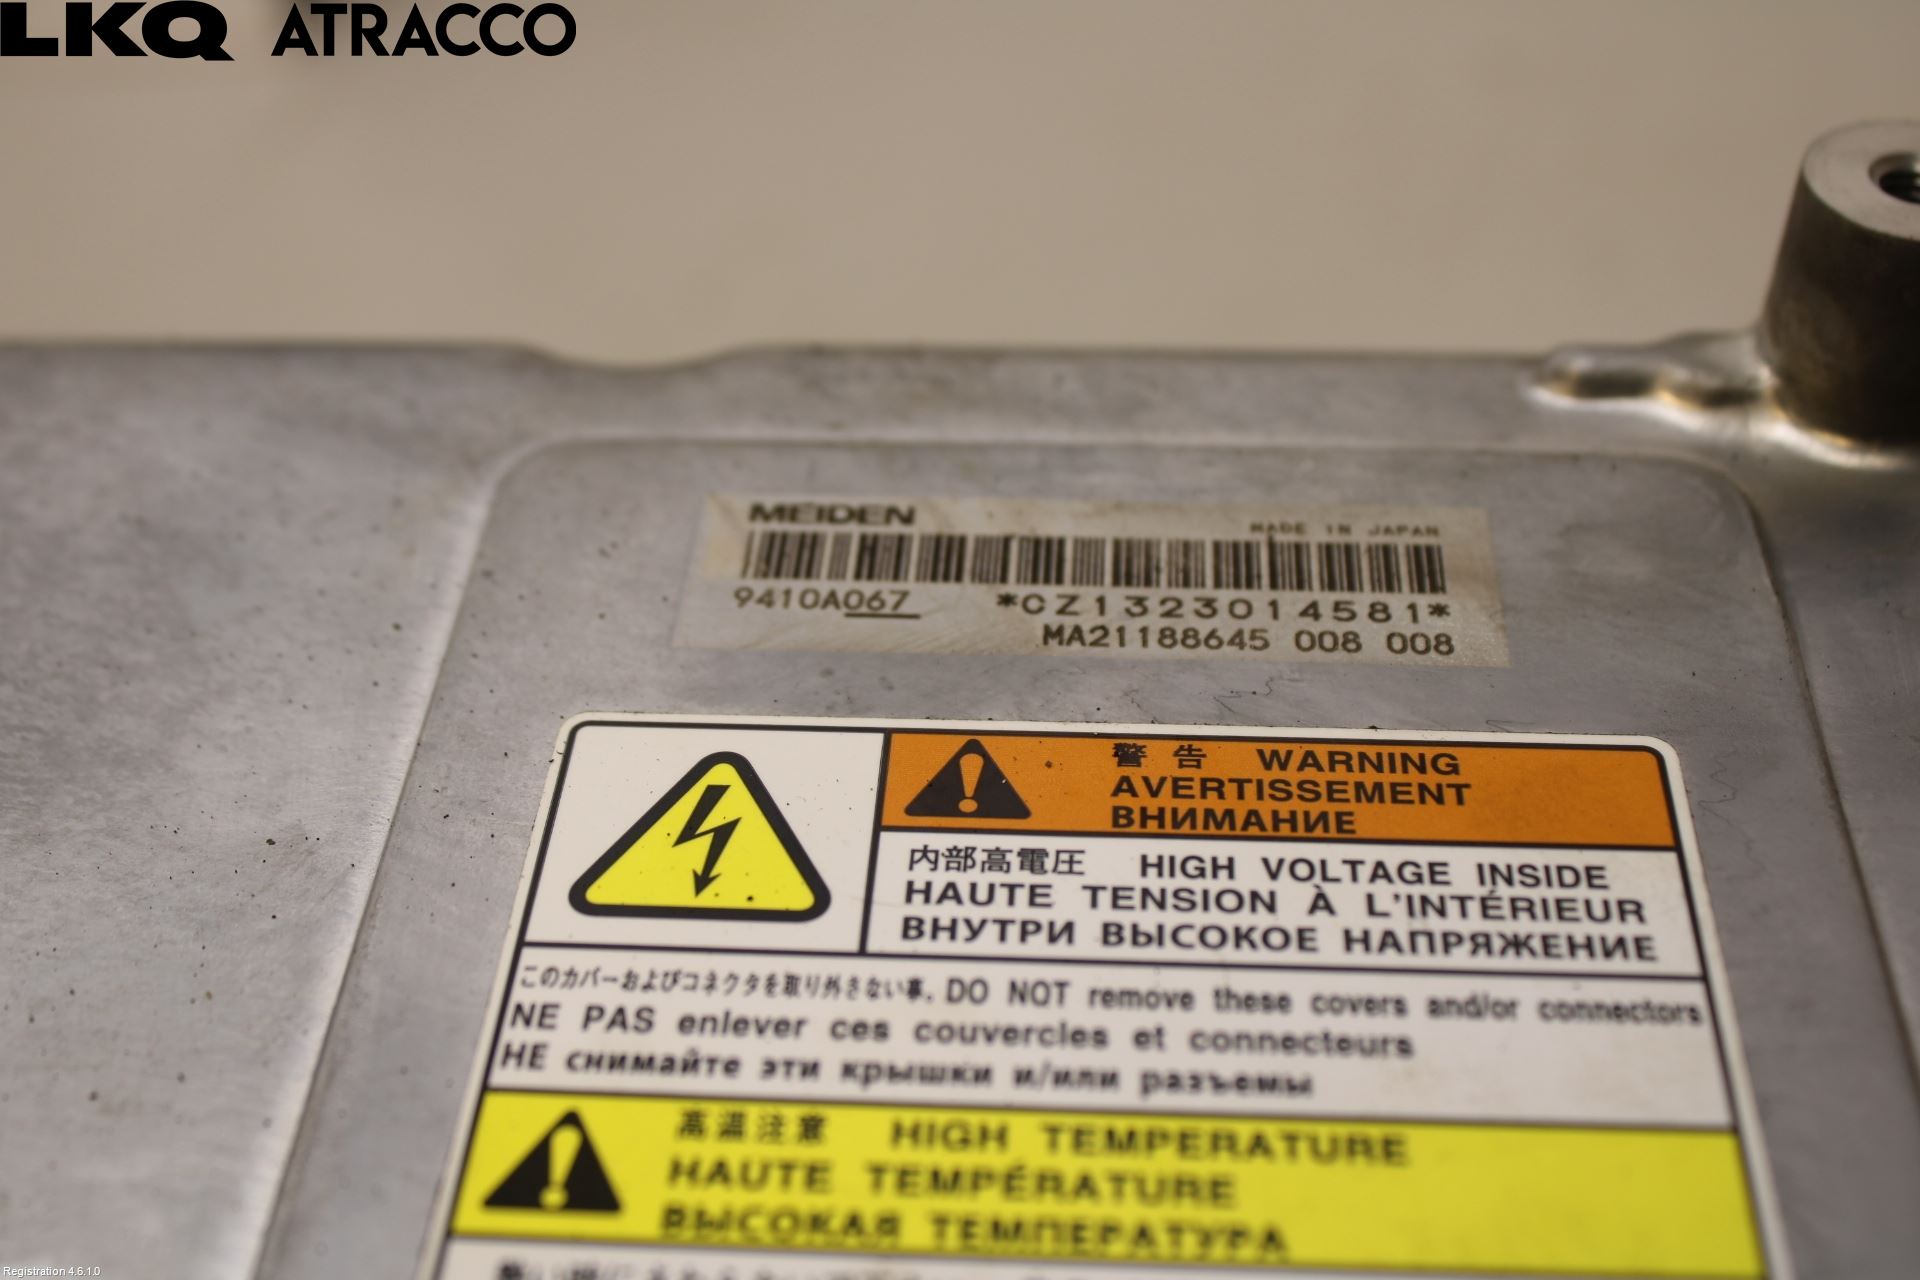 LKQ ATRACCO
MEIDEN
MADE IN JAPAN
9410A067 *CZ1323014581*
MA21188645 008 008
警告 WARNING
AVERTISSEMENT
ВНИМАНИЕ
内部高電圧 HIGH VOLTAGE INSIDE
HAUTE TENSION À L'INTÉRIEUR
ВНУТРИ ВЫСОКОЕ НАПРЯЖЕНИЕ
このカバーおよびコネクタを取り外さない事. DO NOT remove these covers and/or connectors
NE PAS enlever ces couvercles et connecteurs
НЕ снимайте эти крышки и/или разъемы
高温注意 HIGH TEMPERATURE
HAUTE TEMPÉRATURE
ВЫСОКАЯ ТЕМПЕРАТУРА
Registration 4.6.1.0